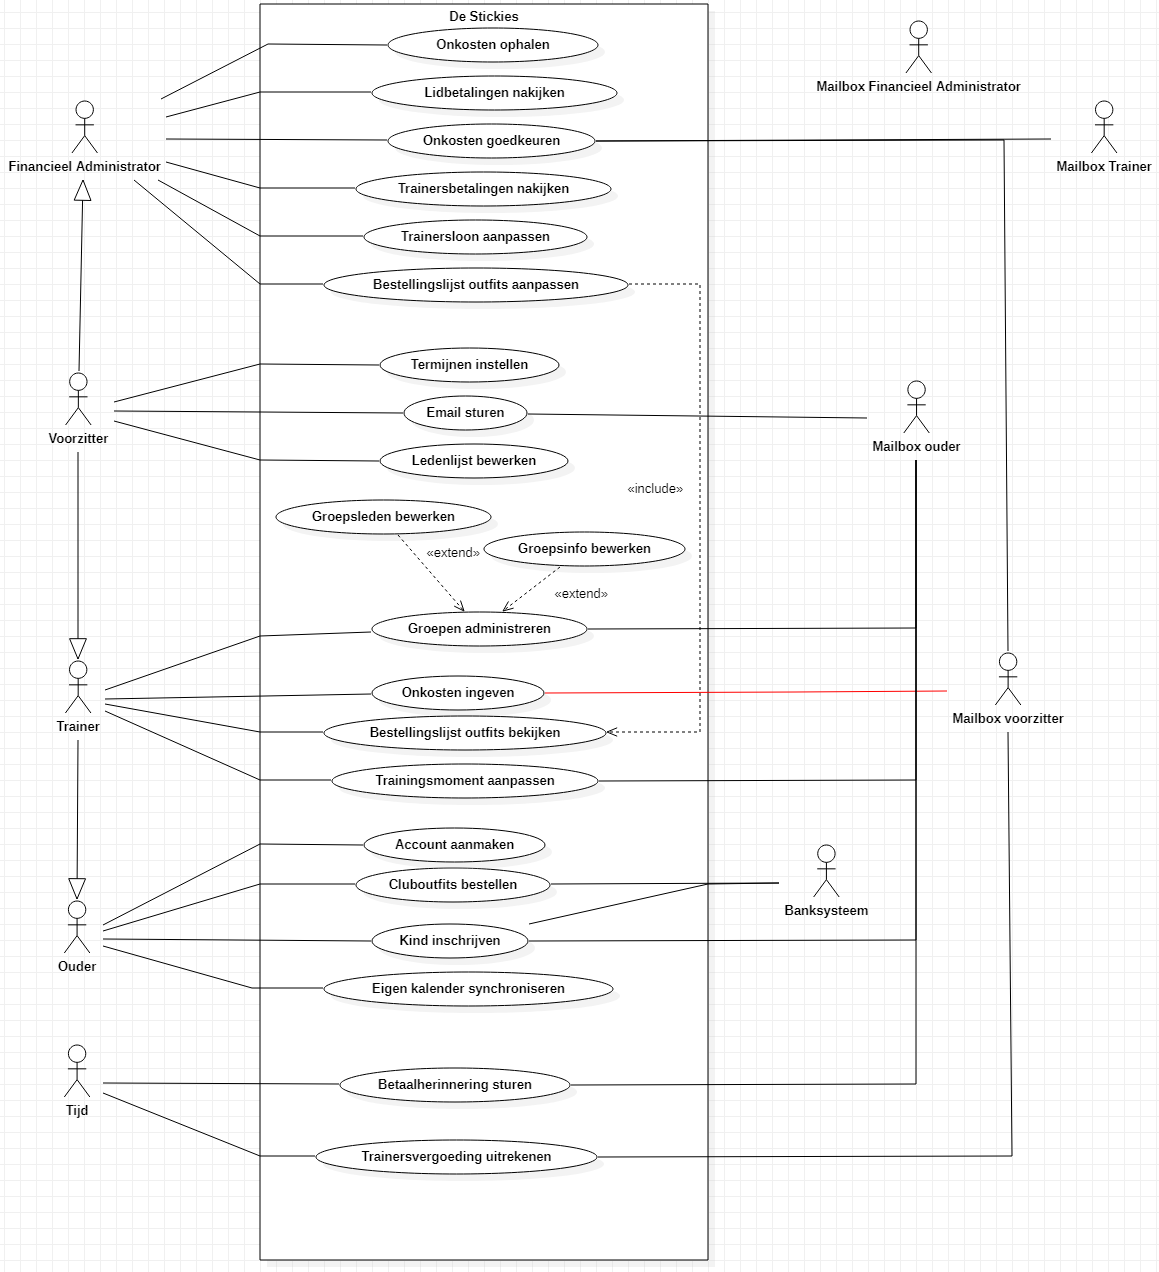 De Stickies
Onkosten ophalen
Mailbox Financieel Administrator
Lidbetalingen nakijken
Onkosten goedkeuren
Financieel Administrator
Mailbox Trainer
Trainersbetalingen nakijken
Trainersloon aanpassen
Bestellingslijst outfits aanpassen
Termijnen instellen
Email sturen
Voorzitter
Mailbox ouder
Ledenlijst bewerken
«include»
Groepsleden bewerken
«extend»
Groepsinfo bewerken
«extend»
Groepen administreren
Onkosten ingeven
Trainer
Mailbox voorzitter
Bestellingslijst outfits bekijken
Trainingsmoment aanpassen
Account aanmaken
Cluboutfits bestellen
Banksysteem
Kind inschrijven
Ouder
Eigen kalender synchroniseren
Betaalherinnering sturen
Tijd
Trainersvergoeding uitrekenen